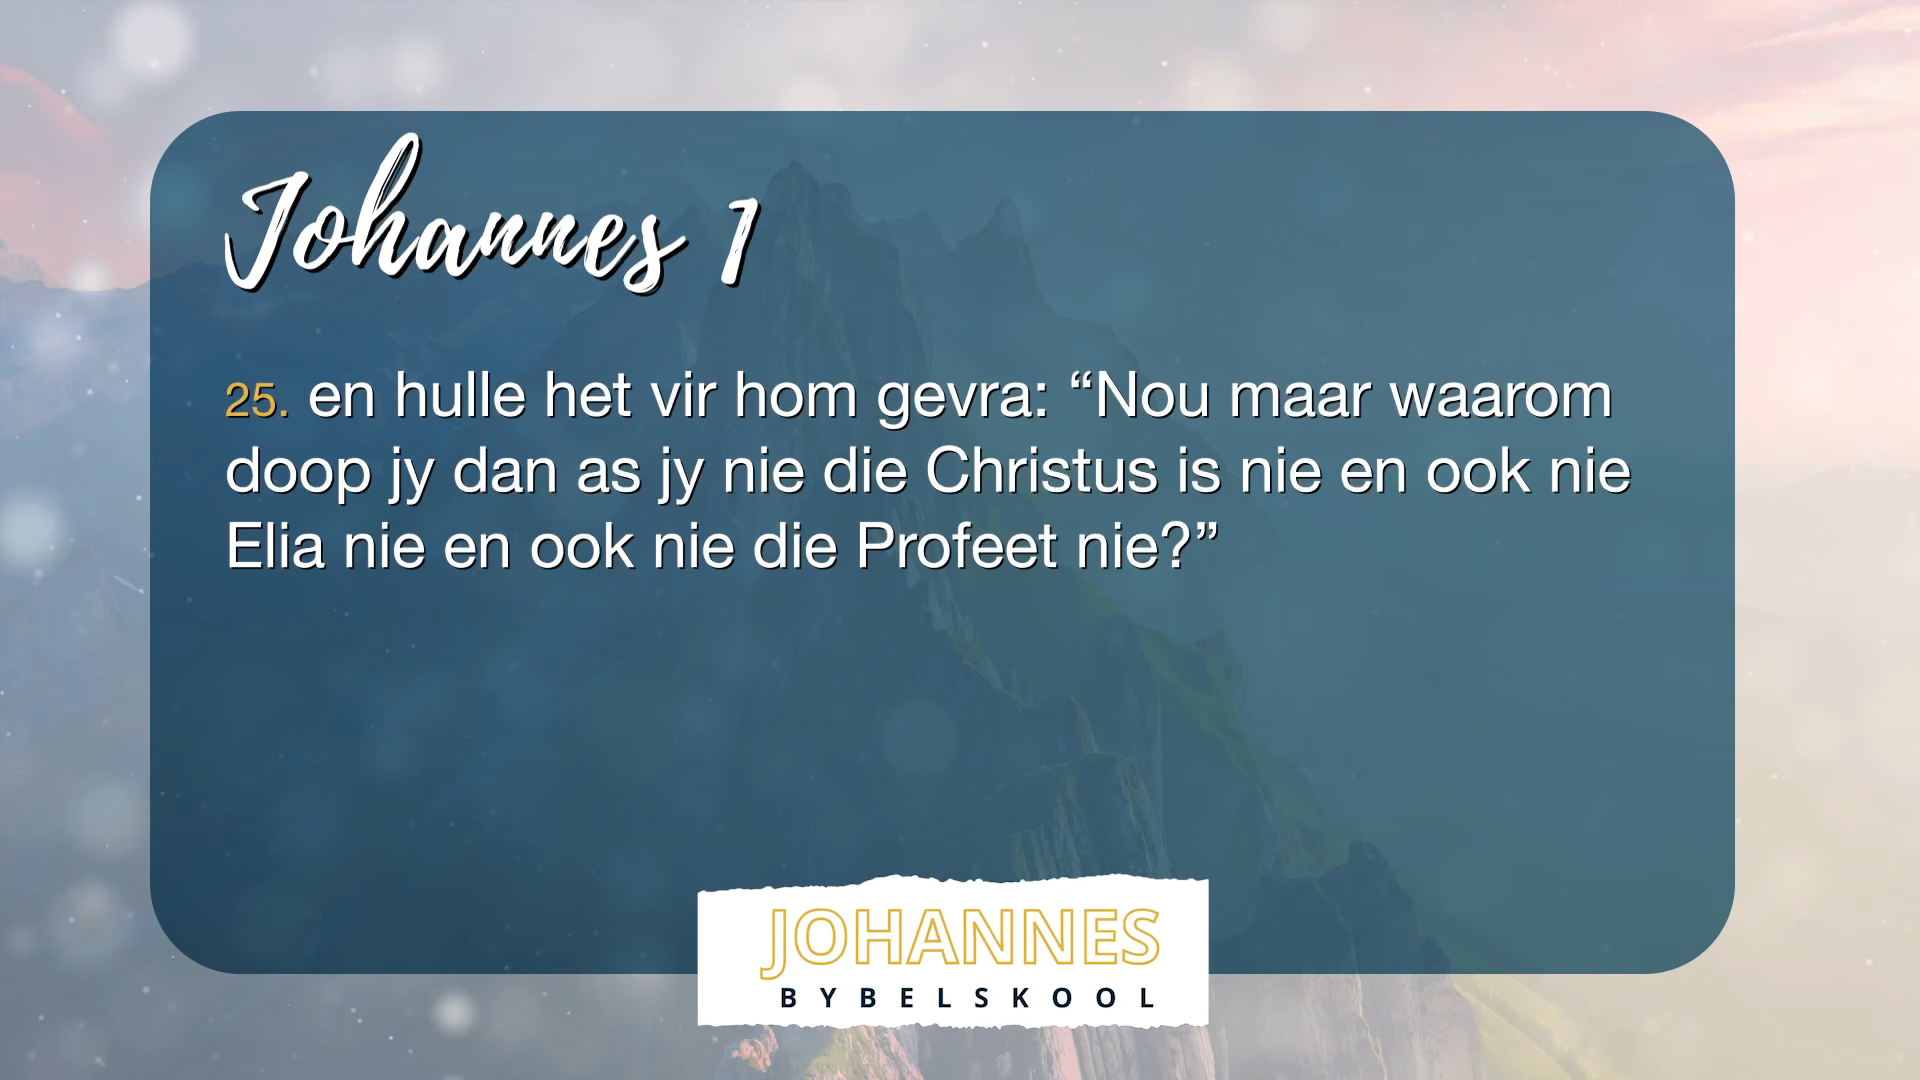 Johannes 1
25. en hulle het vir hom gevra: “Nou maar waarom
doop jy dan as jy nie die Christus is nie en ook nie
Elia nie en ook nie die Profeet nie?”
JOHANNES
BYBELSKOOL